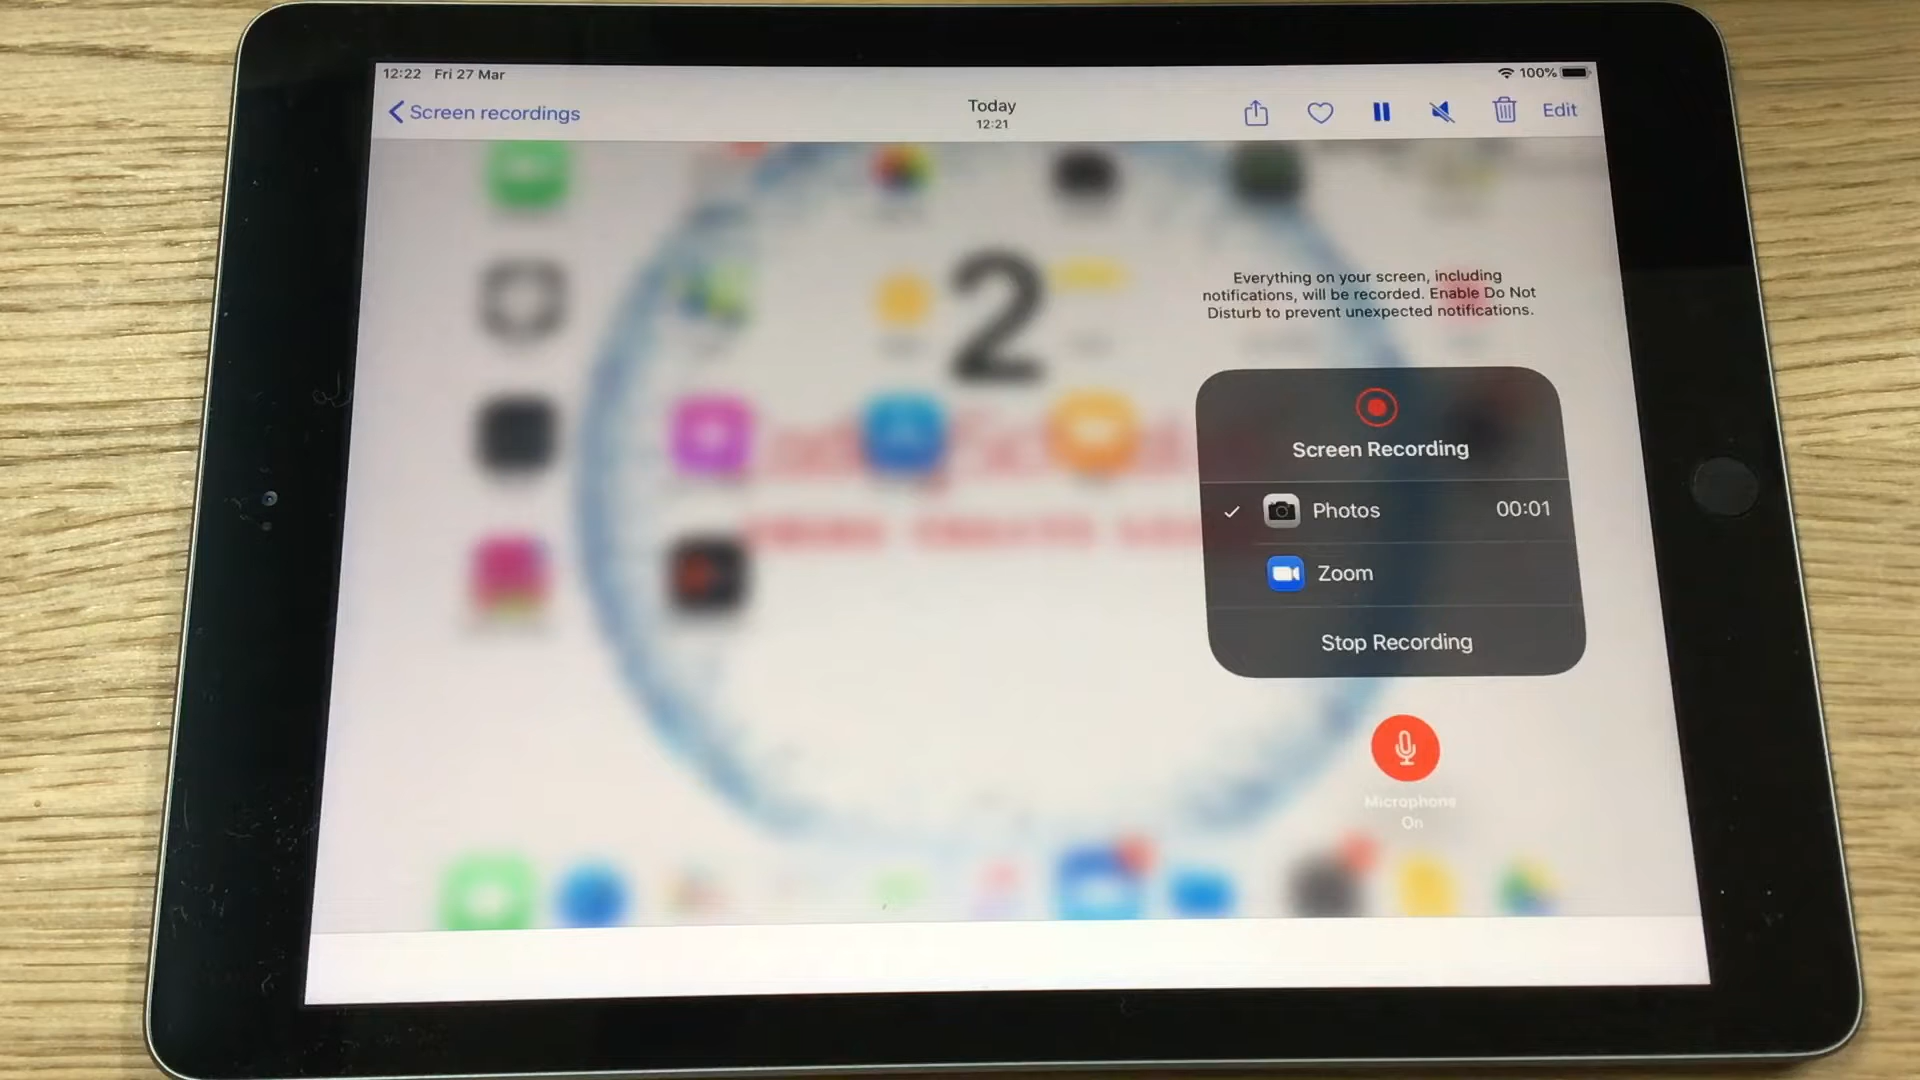 12:22 Fri 27 Mar
100%
Screen recordings
Today
12:21
Edit
Everything on your screen, including
notifications, will be recorded. Enable Do Not
Disturb to prevent unexpected notifications.
2
Screen Recording
Photos 00:01
Zoom
Stop Recording
Microphone
On